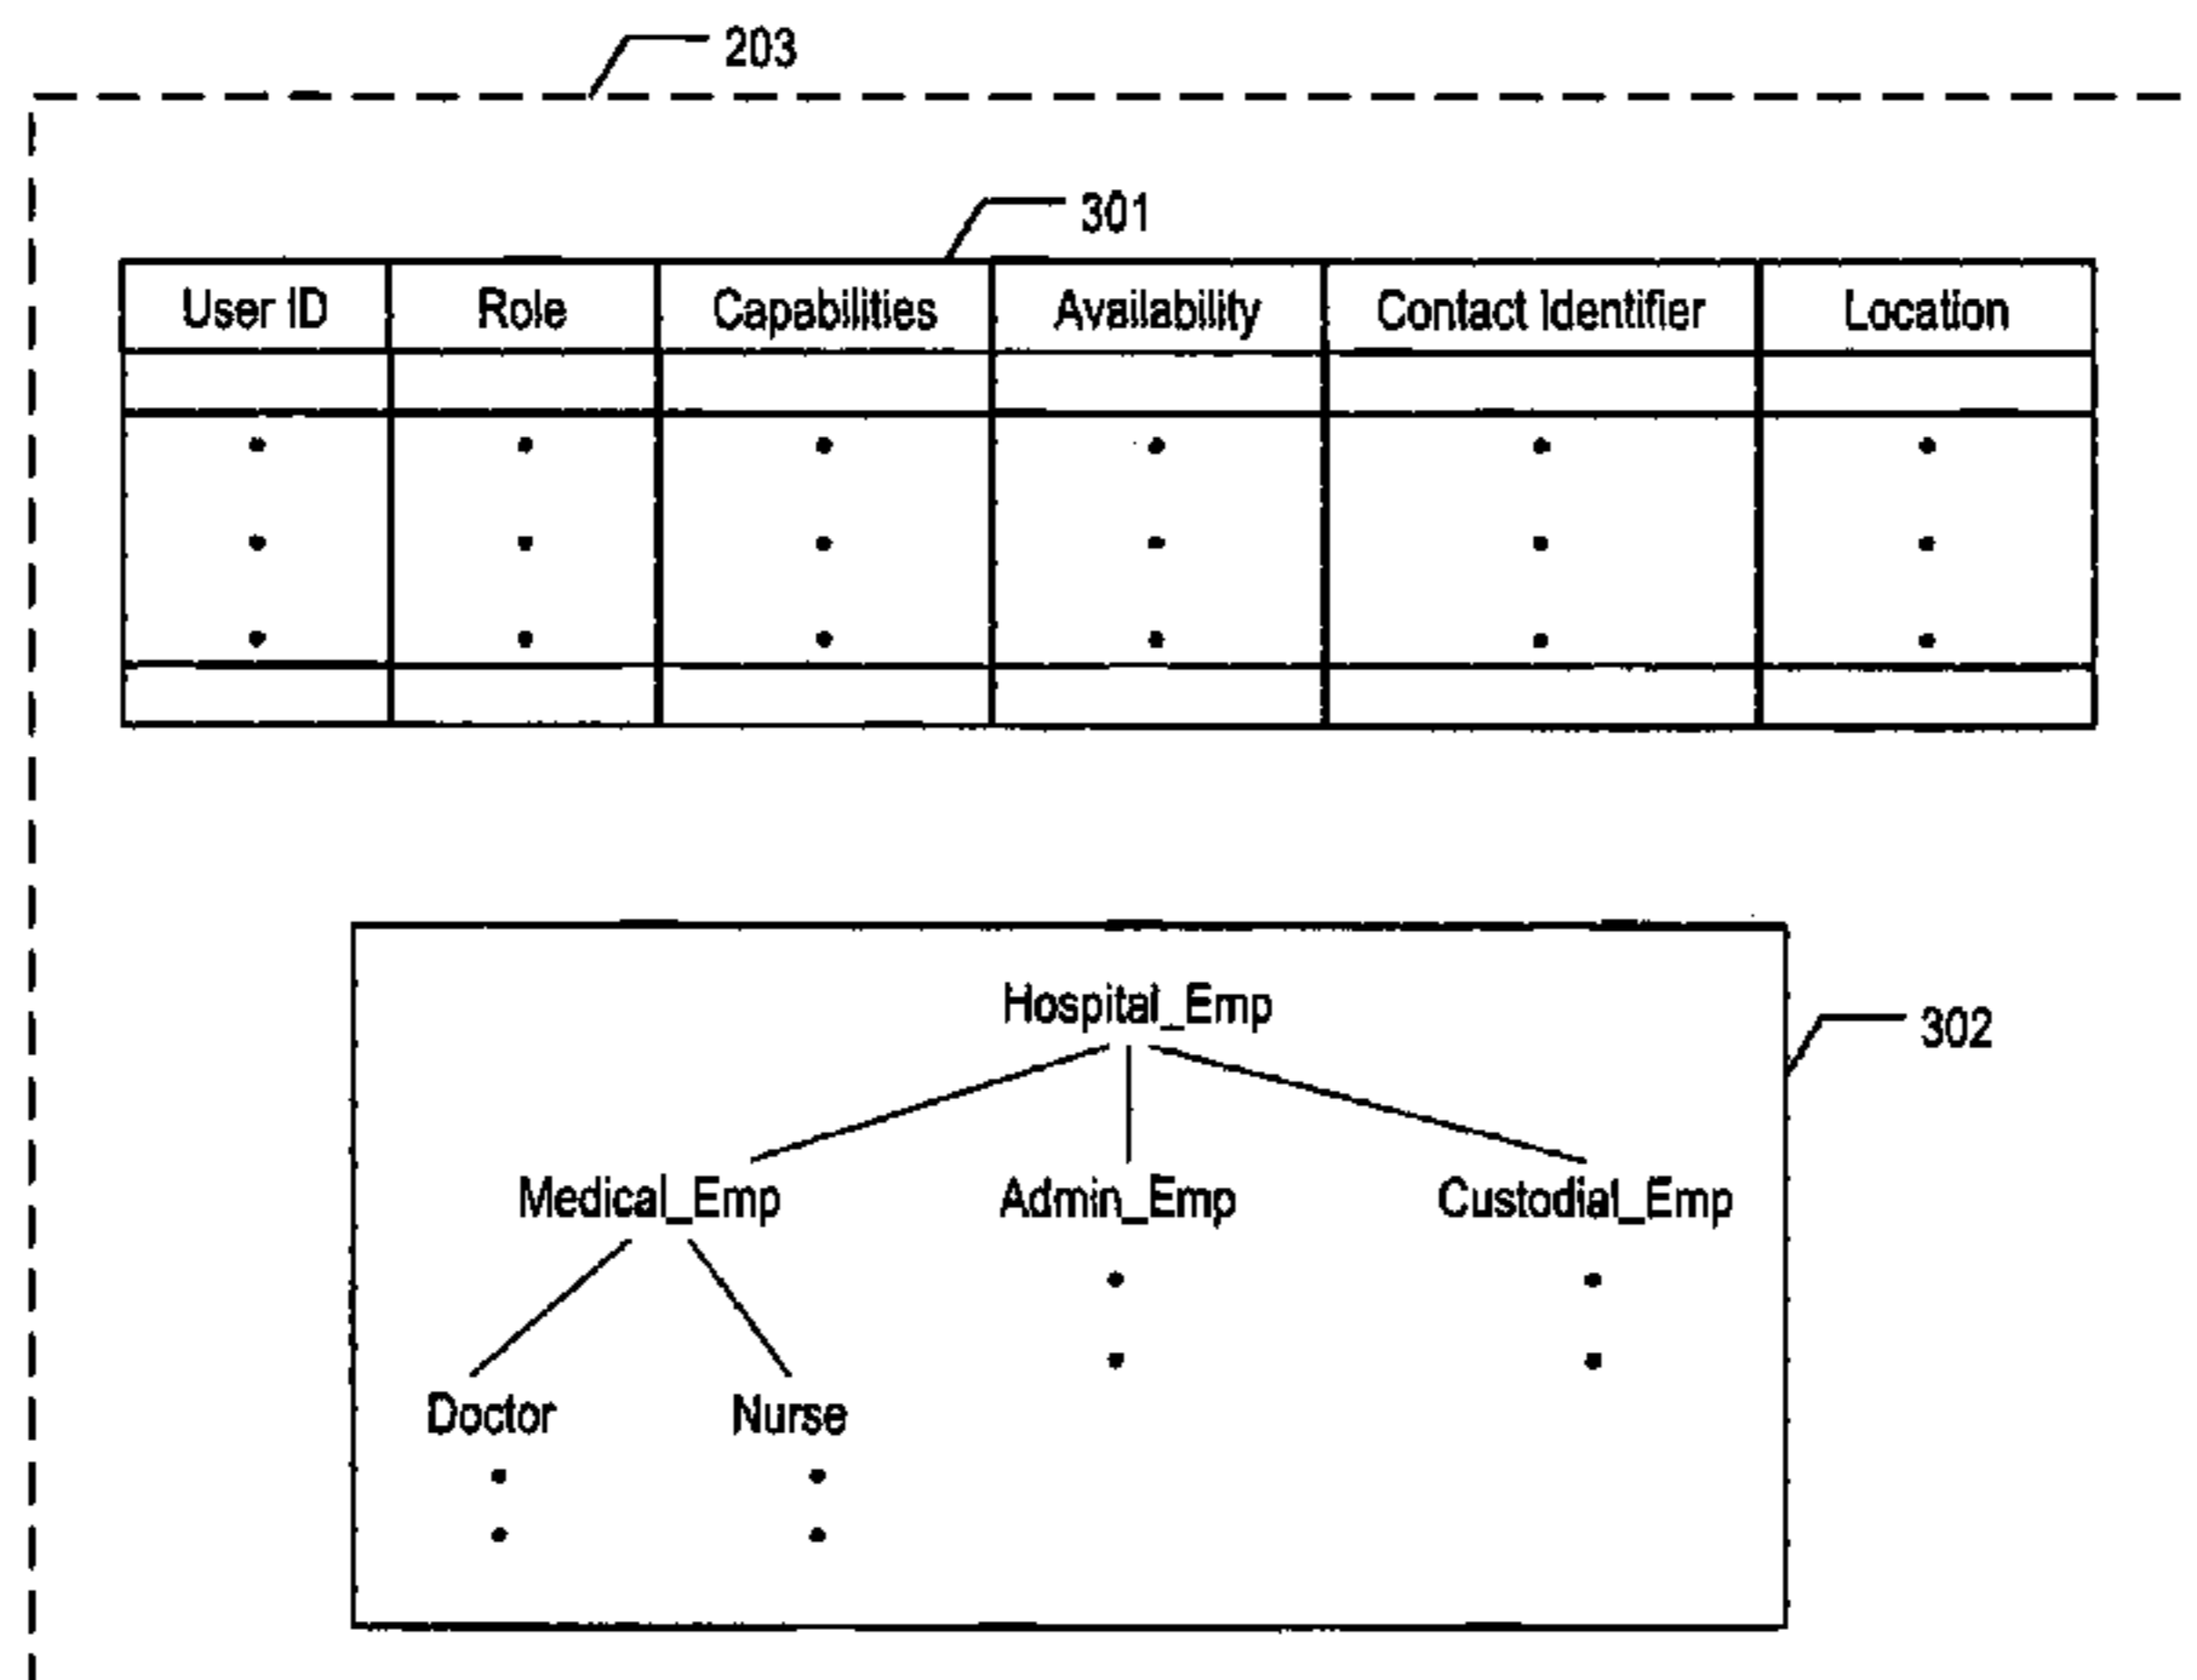 203
301
User ID Role Capabilities Availability Contact Identifier Location
Hospital_Emp
302
Medical_Emp Admin_Emp Custodial_Emp
Doctor Nurse